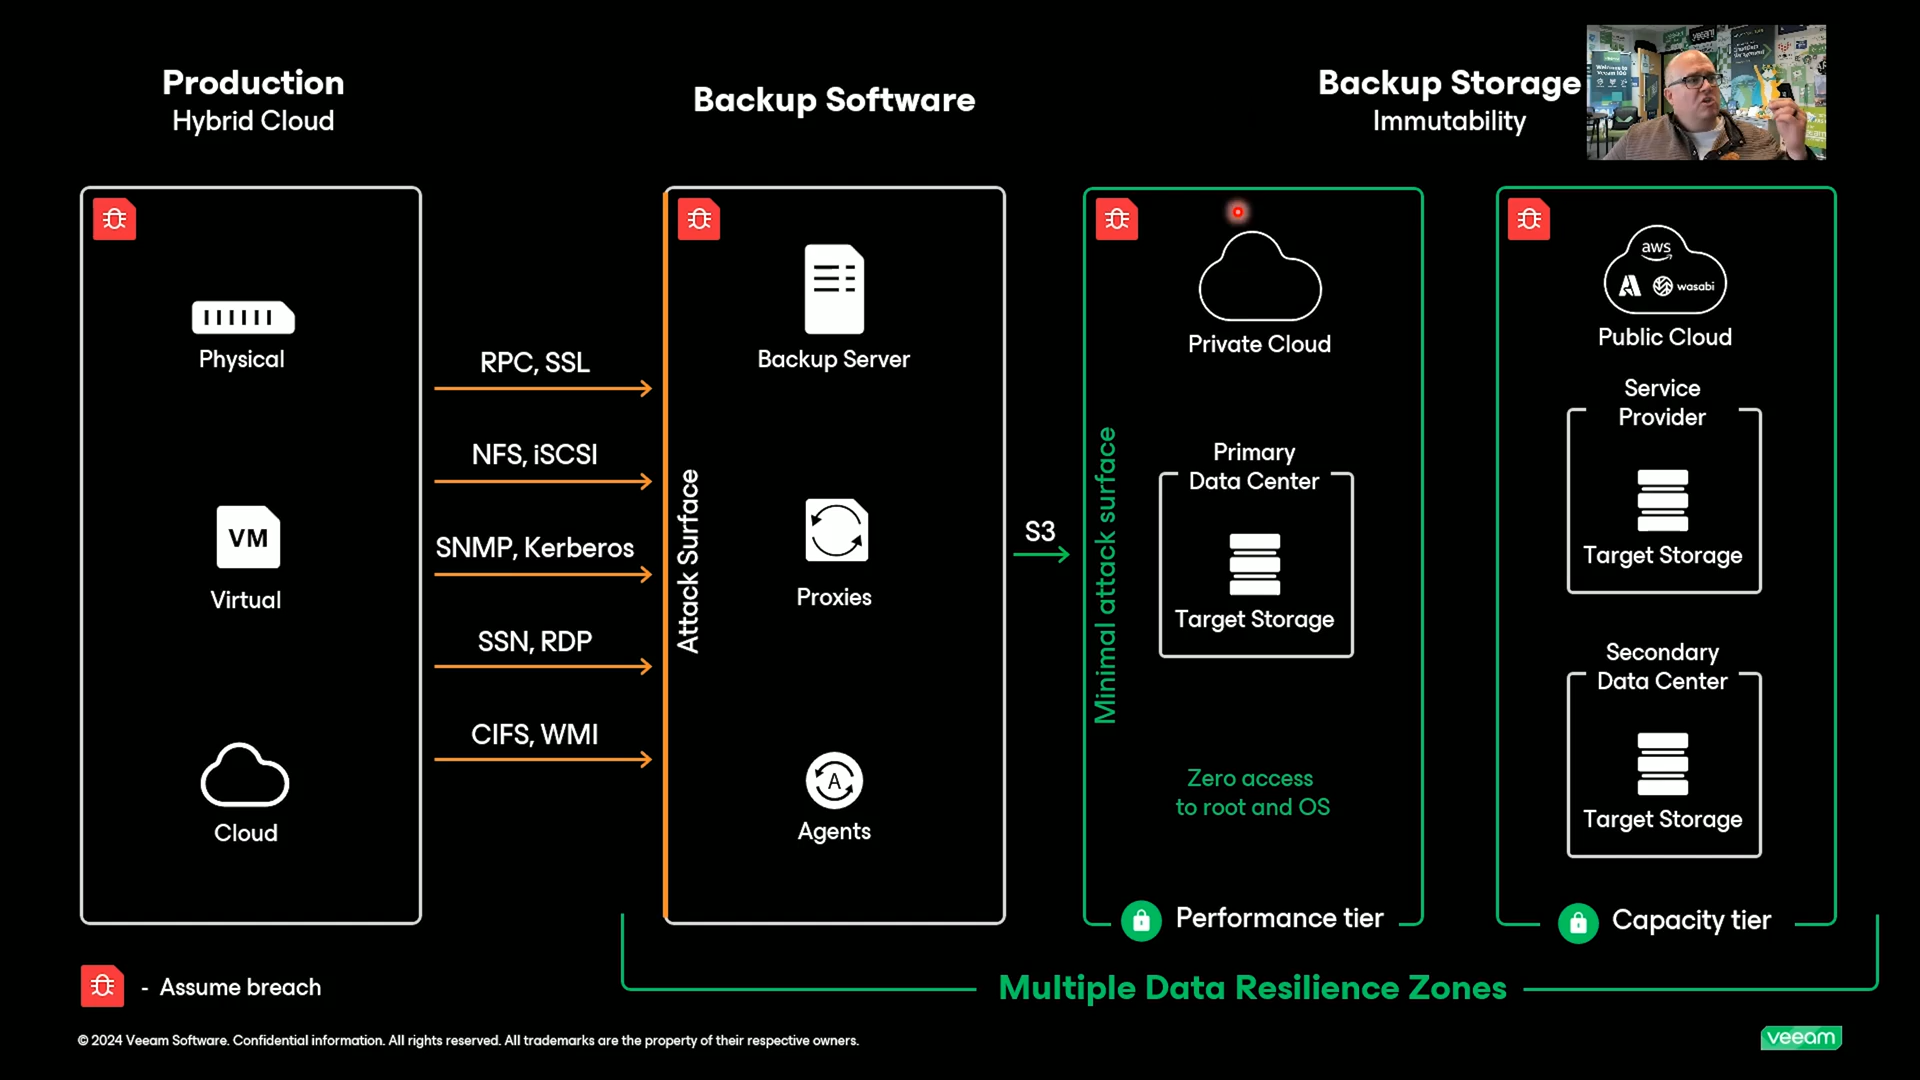 Production
Hybrid Cloud
Backup Software
Backup Storage
Immutability
Physical
Virtual
VM
Cloud
RPC, SSL
NFS, iSCSI
SNMP, Kerberos
SSN, RDP
CIFS, WMI
Attack Surface
Backup Server
Proxies
A
Agents
S3
Minimal attack surface
Private Cloud
Primary
Data Center
Target Storage
Zero access
to root and OS
Performance tier
aws
wasabi
Public Cloud
Service
Provider
Target Storage
Secondary
Data Center
Target Storage
Capacity tier
Multiple Data Resilience Zones
- Assume breach
© 2024 Veeam Software. Confidential information. All rights reserved. All trademarks are the property of their respective owners.
veeam